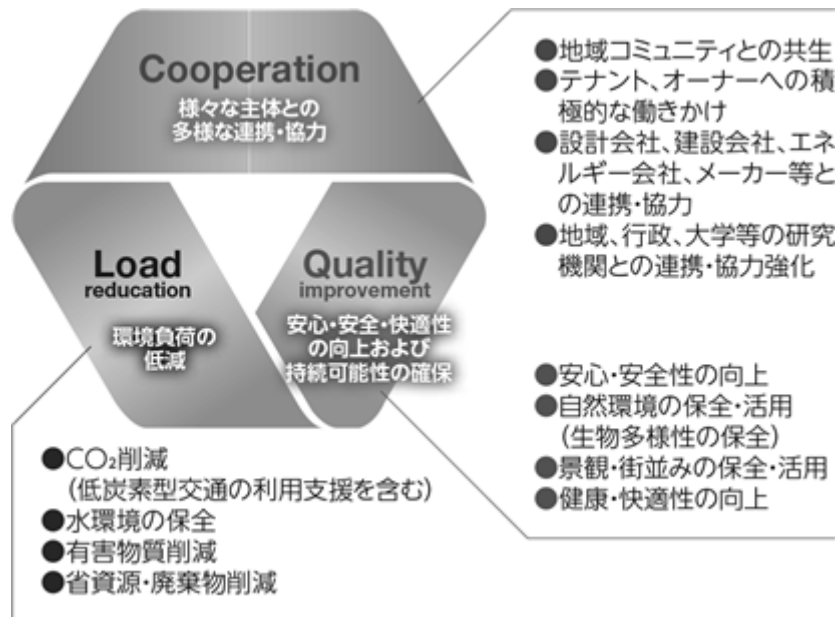 Cooperation
様々な主体との
多様な連携・協力
●地域コミュニティとの共生
●テナント、オーナーへの積
極的な働きかけ
●設計会社、建設会社、エネ
ルギー会社、メーカー等と
の連携・協力
●地域、行政、大学等の研究
機関との連携・協力強化
Load
reducation
環境負荷の
低減
Quality
improvement
安心・安全・快適性
の向上および
持続可能性の確保
●安心・安全性の向上
●自然環境の保全・活用
(生物多様性の保全)
●景観・街並みの保全・活用
●健康・快適性の向上
●CO₂削減
(低炭素型交通の利用支援を含む)
●水環境の保全
●有害物質削減
●省資源・廃棄物削減